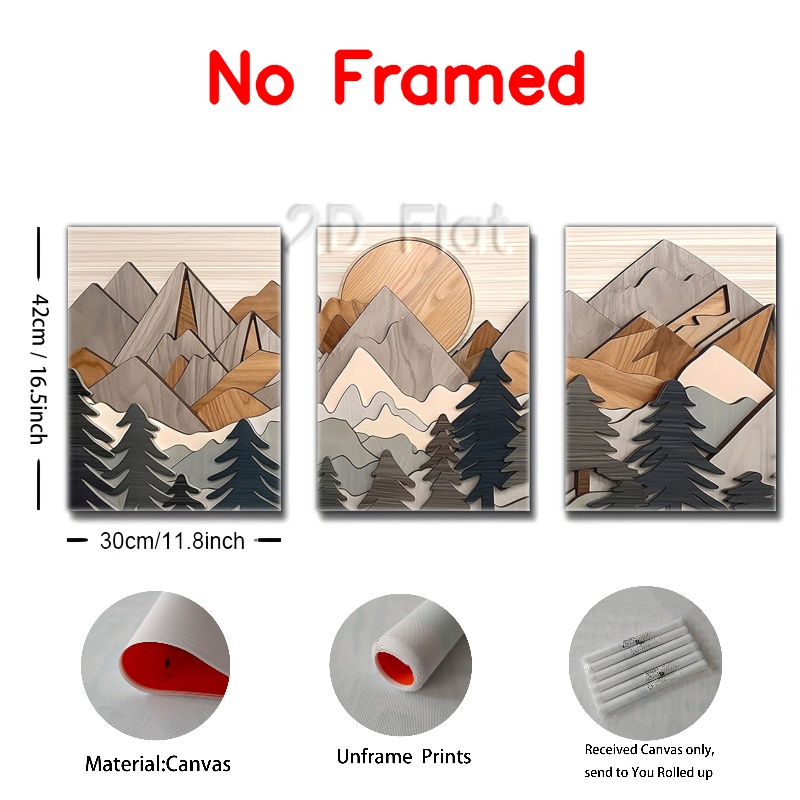 No Framed
2D Flat
42cm / 16.5inch
30cm/11.8inch
Material:Canvas
Unframe Prints
Received Canvas only,
send to You Rolled up